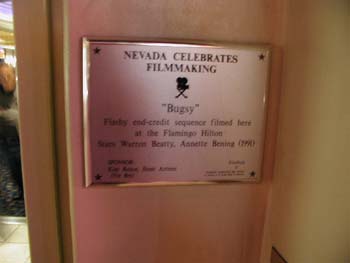 NEVADA CELEBRATES
FILMMAKING
"Bugsy"
Flashy end-credit sequence filmed here
at the Flamingo Hilton
Stars Warren Beatty, Annette Bening (1991)
SPONSOR: